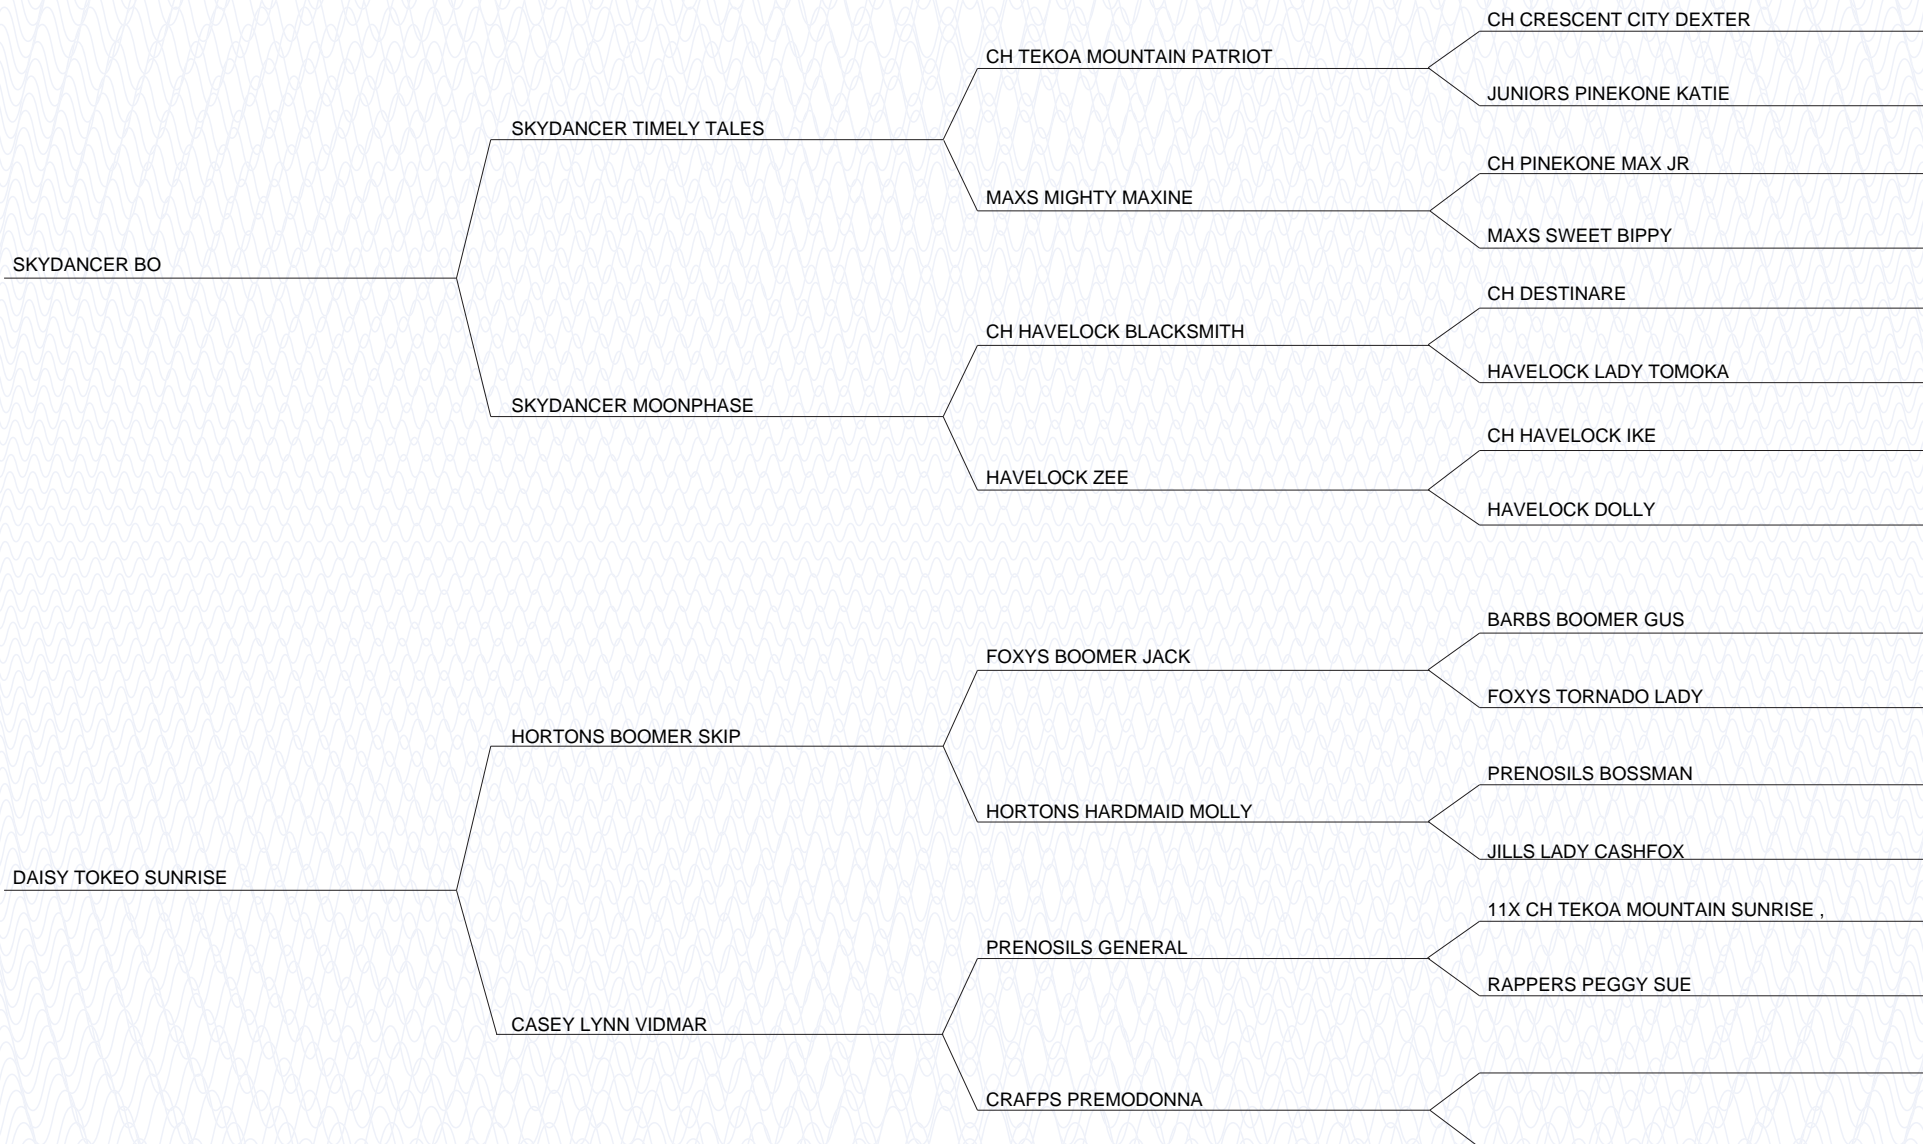 CH CRESCENT CITY DEXTER
CH TEKOA MOUNTAIN PATRIOT
JUNIORS PINEKONE KATIE
SKYDANCER TIMELY TALES
CH PINEKONE MAX JR
MAXS MIGHTY MAXINE
MAXS SWEET BIPPY
SKYDANCER BO
CH DESTINARE
CH HAVELOCK BLACKSMITH
HAVELOCK LADY TOMOKA
SKYDANCER MOONPHASE
CH HAVELOCK IKE
HAVELOCK ZEE
HAVELOCK DOLLY
BARBS BOOMER GUS
FOXYS BOOMER JACK
FOXYS TORNADO LADY
HORTONS BOOMER SKIP
PRENOSILS BOSSMAN
HORTONS HARDMAID MOLLY
JILLS LADY CASHFOX
DAISY TOKEO SUNRISE
11X CH TEKOA MOUNTAIN SUNRISE ,
PRENOSILS GENERAL
RAPPERS PEGGY SUE
CASEY LYNN VIDMAR
CRAFPS PREMODONNA